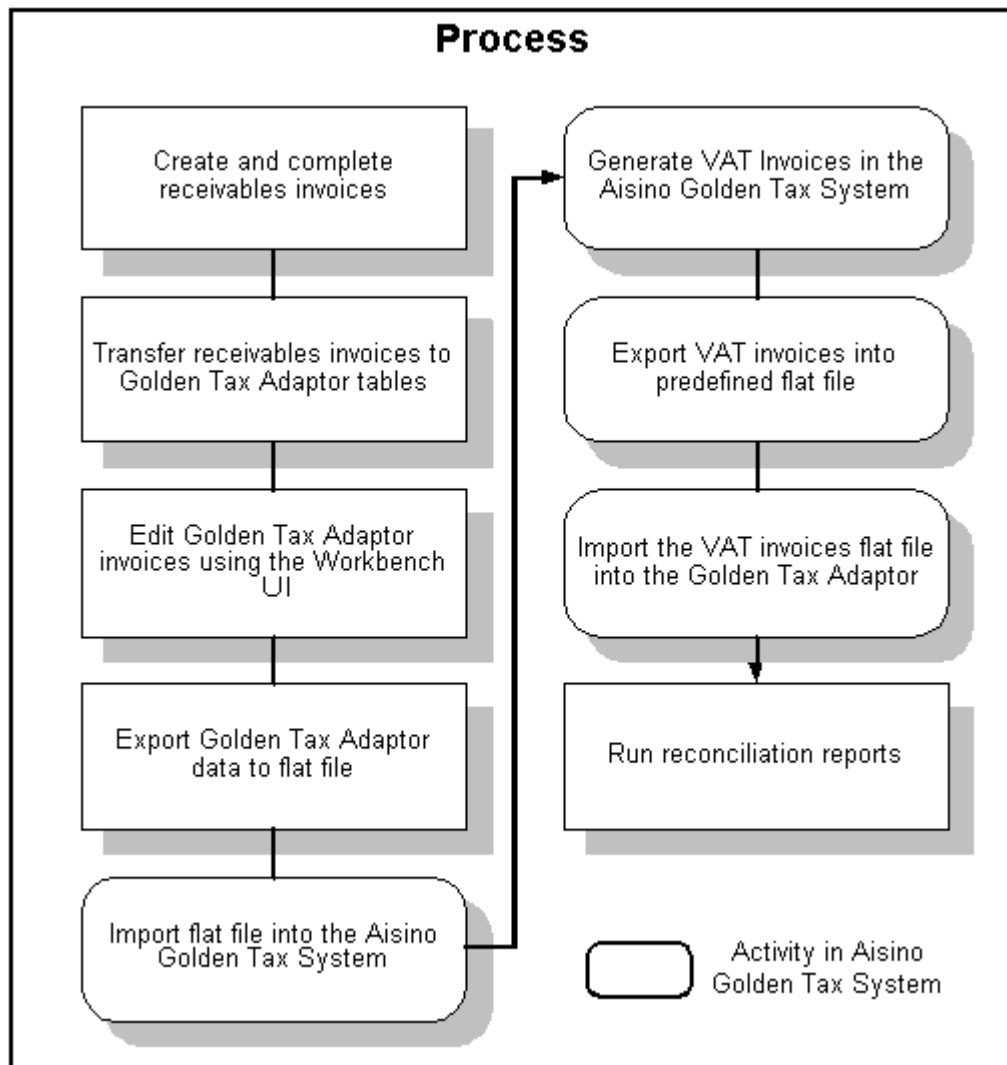 Process
Create and complete
receivables invoices
Transfer receivables invoices to
Golden Tax Adaptor tables
Edit Golden Tax Adaptor
invoices using the Workbench
UI
Export Golden Tax Adaptor
data to flat file
Import flat file into the Aisino
Golden Tax System
Generate VAT Invoices in the
Aisino Golden Tax System
Export VAT invoices into
predefined flat file
Import the VAT invoices flat file
into the Golden Tax Adaptor
Run reconciliation reports
Activity in Aisino
Golden Tax System